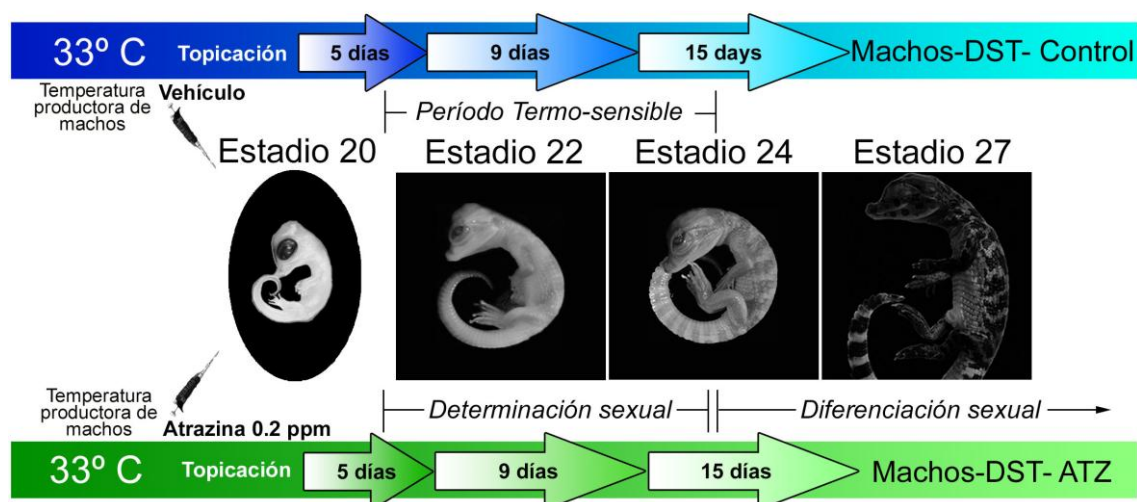 33º C Topicación 5 días 9 días 15 days Machos-DST- Control
Temperatura
productora de
machos
Vehículo
Período Termo-sensible
Estadio 20 Estadio 22 Estadio 24 Estadio 27
Temperatura
productora de
machos
Atrazina 0.2 ppm
Determinación sexual Diferenciación sexual
33º C Topicación 5 días 9 días 15 días Machos-DST- ATZ